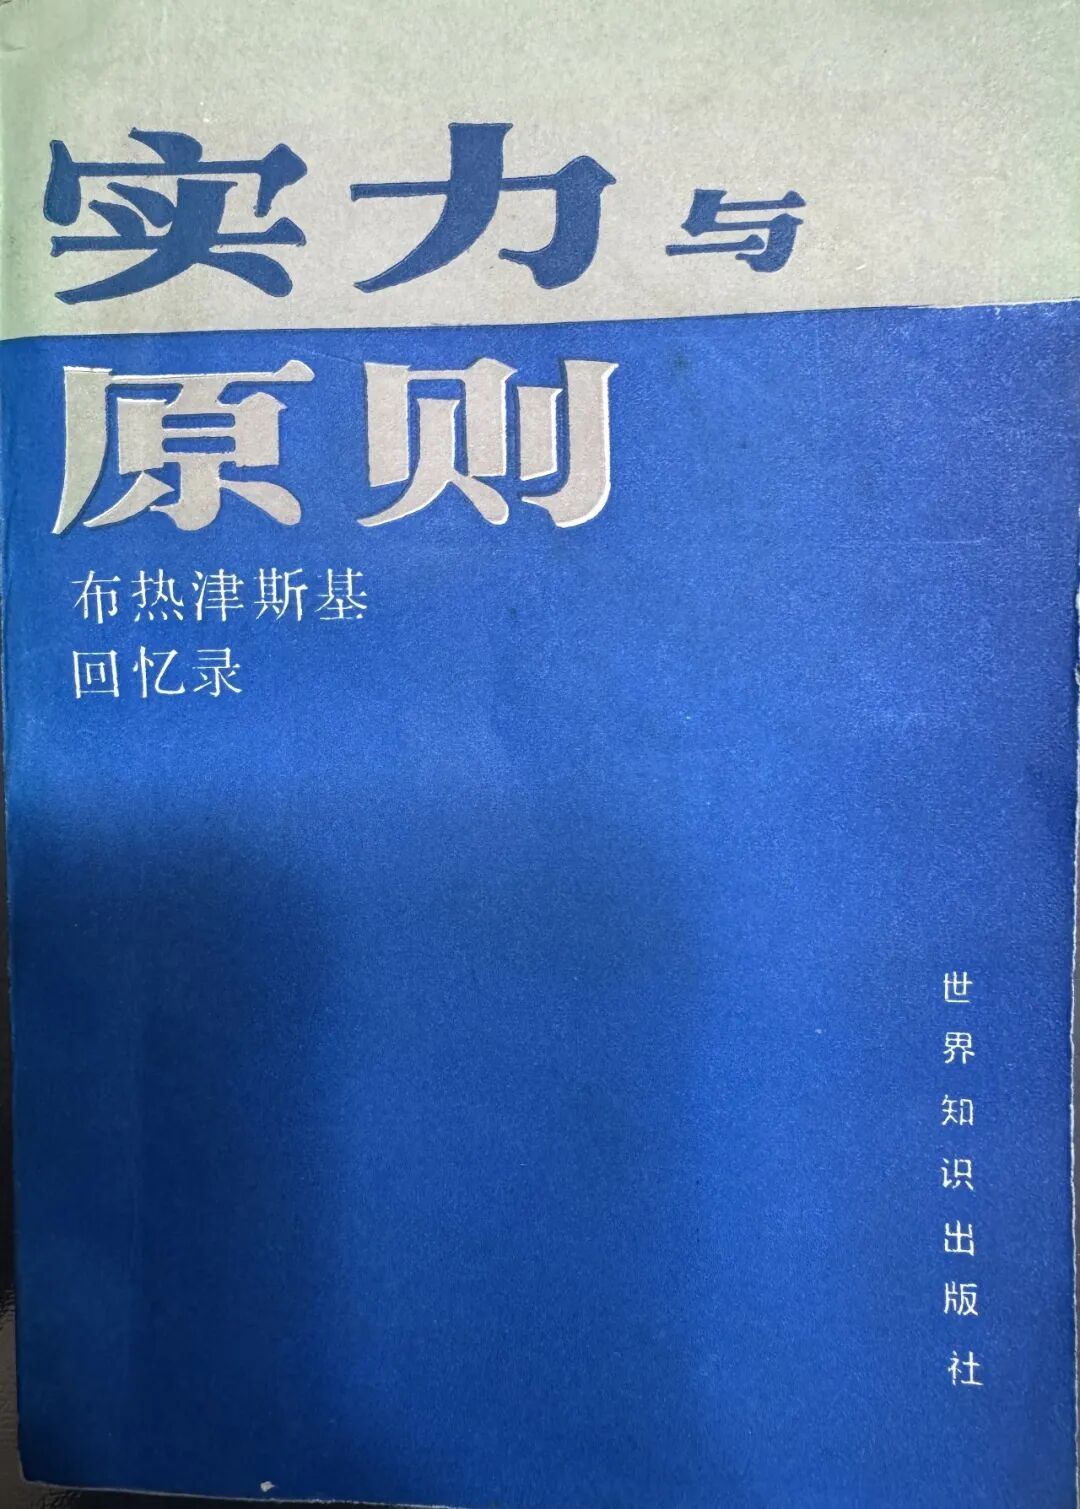 实力与
原则
布热津斯基
回忆录
世界知识出版社